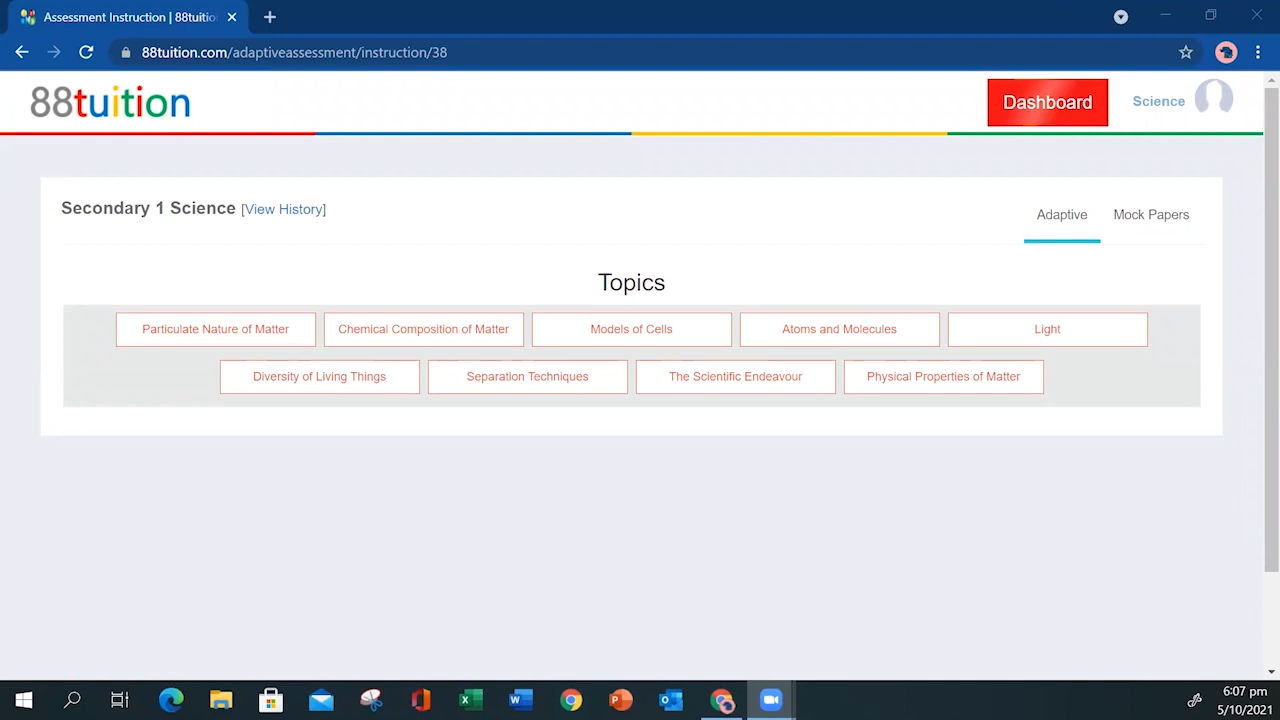 Assessment Instruction | 88tuitio
88tuition.com/adaptiveassessment/instruction/38
88tuition
Dashboard
Science
Secondary 1 Science [View History]
Adaptive
Mock Papers
Topics
Particulate Nature of Matter
Chemical Composition of Matter
Models of Cells
Atoms and Molecules
Light
Diversity of Living Things
Separation Techniques
The Scientific Endeavour
Physical Properties of Matter
6:07 pm
5/10/2021